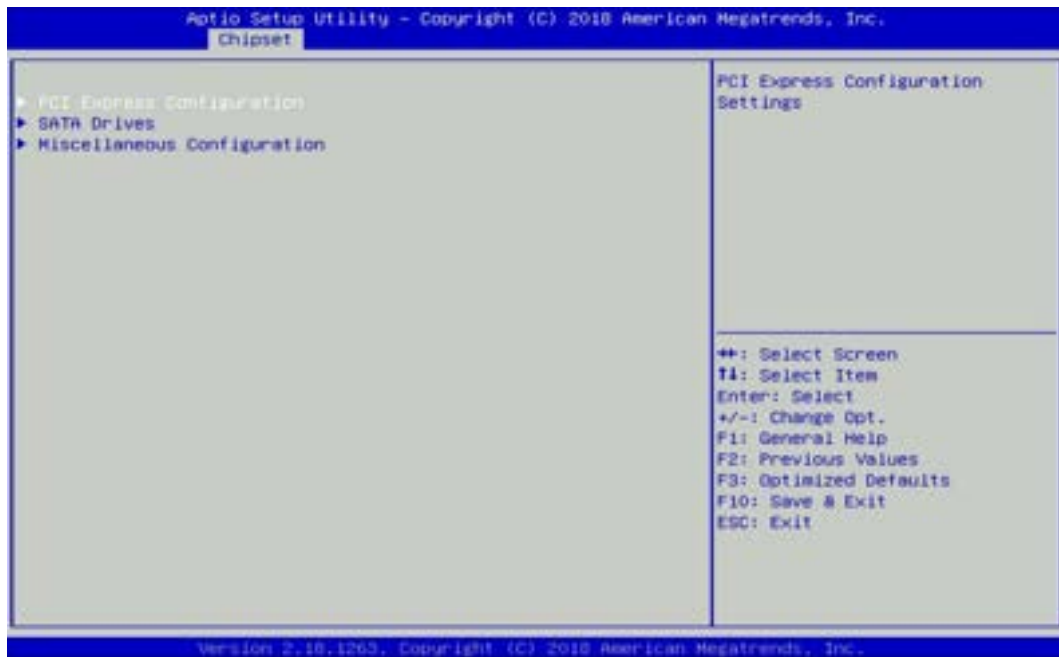 Aptio Setup Utility – Copyright (C) 2018 American Megatrends, Inc.
Chipset
▶ PCI Express Configuration
▶ SATA Drives
▶ Miscellaneous Configuration
PCI Express Configuration
Settings
↔: Select Screen
↑↓: Select Item
Enter: Select
+/-: Change Opt.
F1: General Help
F2: Previous Values
F3: Optimized Defaults
F10: Save & Exit
ESC: Exit
Version 2.18.1263. Copyright (C) 2018 American Megatrends, Inc.